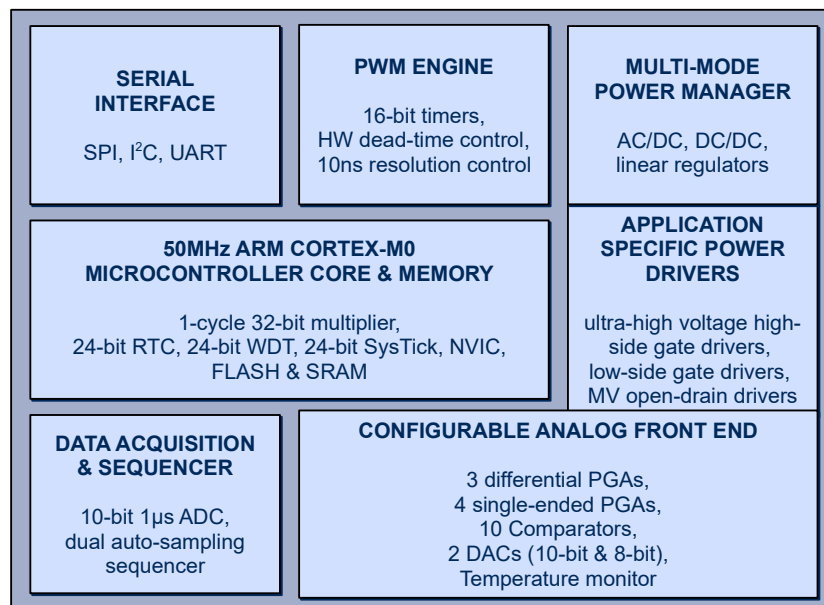 SERIAL
INTERFACE
SPI, I²C, UART
PWM ENGINE
16-bit timers,
HW dead-time control,
10ns resolution control
MULTI-MODE
POWER MANAGER
AC/DC, DC/DC,
linear regulators
50MHz ARM CORTEX-M0
MICROCONTROLLER CORE & MEMORY
1-cycle 32-bit multiplier,
24-bit RTC, 24-bit WDT, 24-bit SysTick, NVIC,
FLASH & SRAM
APPLICATION
SPECIFIC POWER
DRIVERS
ultra-high voltage high-
side gate drivers,
low-side gate drivers,
MV open-drain drivers
DATA ACQUISITION
& SEQUENCER
10-bit 1µs ADC,
dual auto-sampling
sequencer
CONFIGURABLE ANALOG FRONT END
3 differential PGAs,
4 single-ended PGAs,
10 Comparators,
2 DACs (10-bit & 8-bit),
Temperature monitor